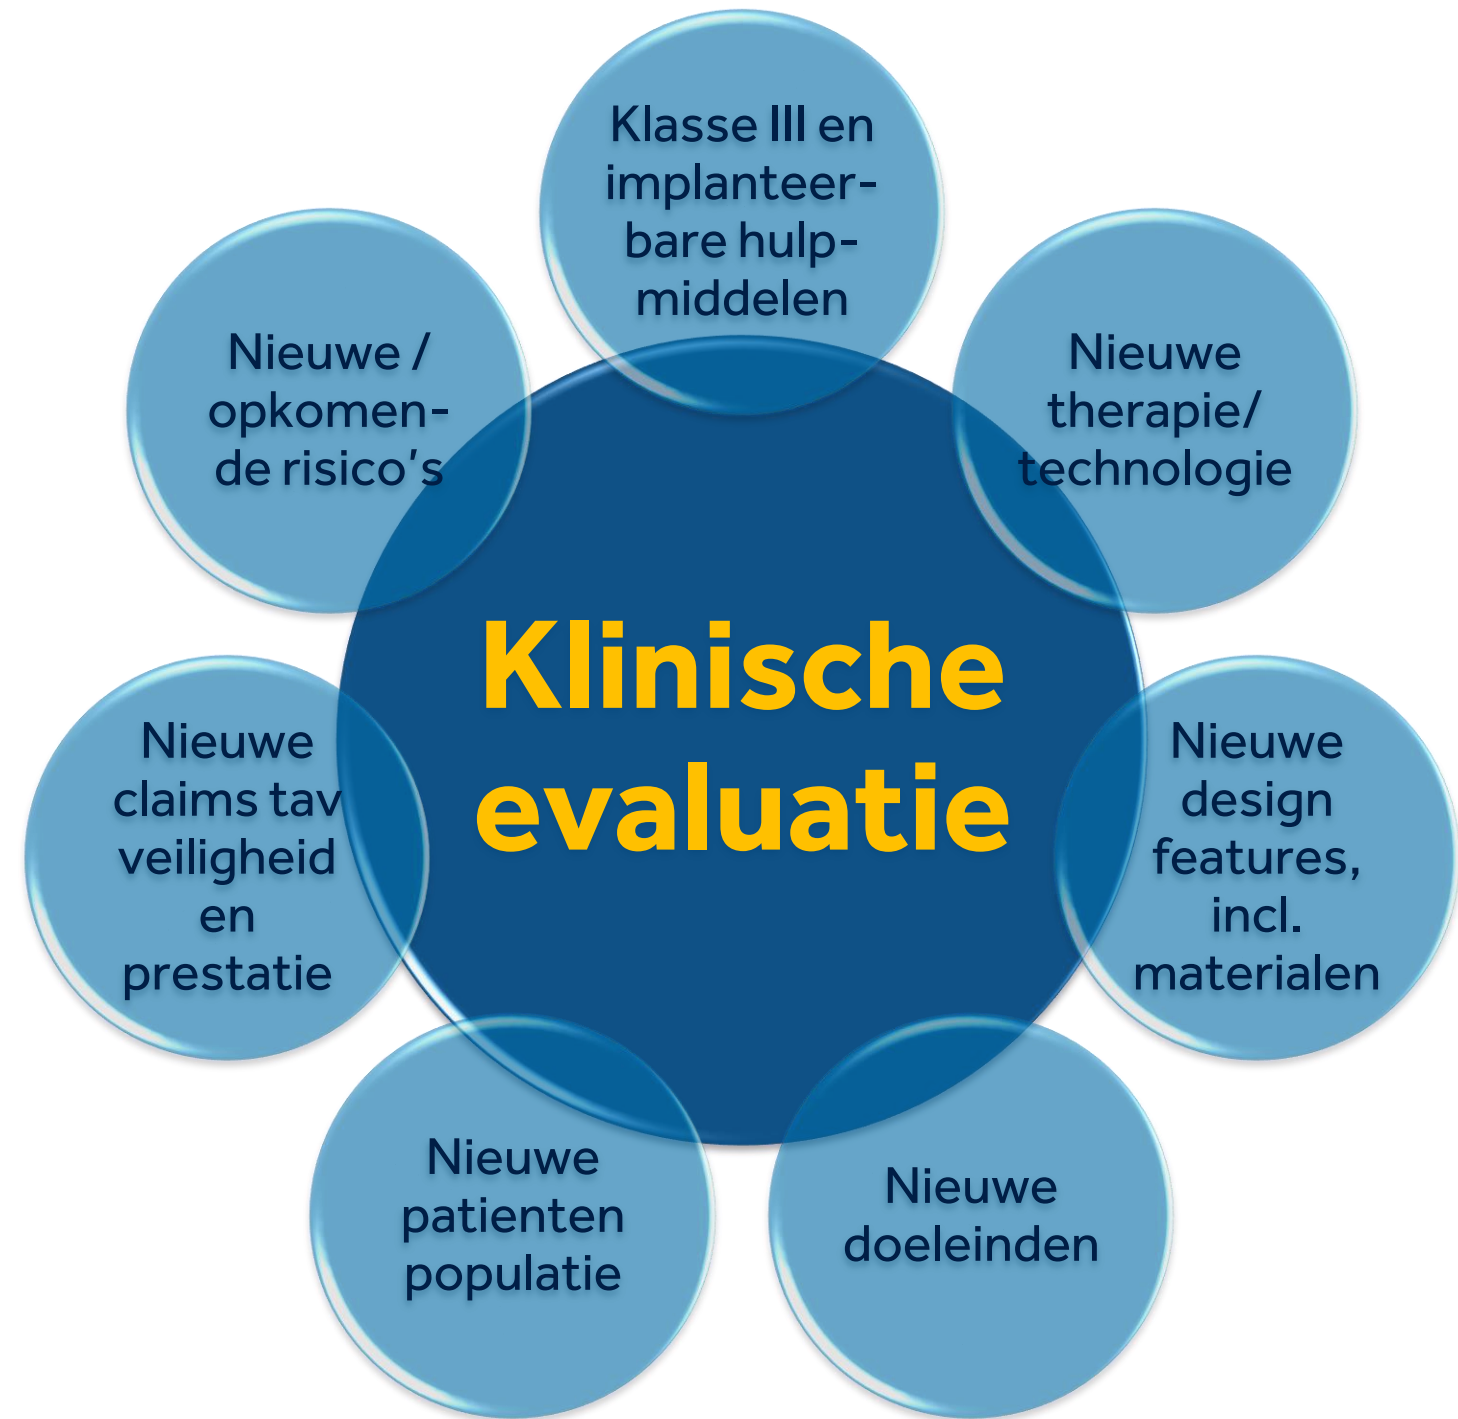 Klasse III en
implanteer-
bare hulp-
middelen
Nieuwe
therapie/
technologie
Nieuwe
design
features,
incl.
materialen
Nieuwe
doeleinden
Nieuwe
patienten
populatie
Nieuwe
claims tav
veiligheid
en
prestatie
Nieuwe /
opkomen-
de risico’s
Klinische
evaluatie